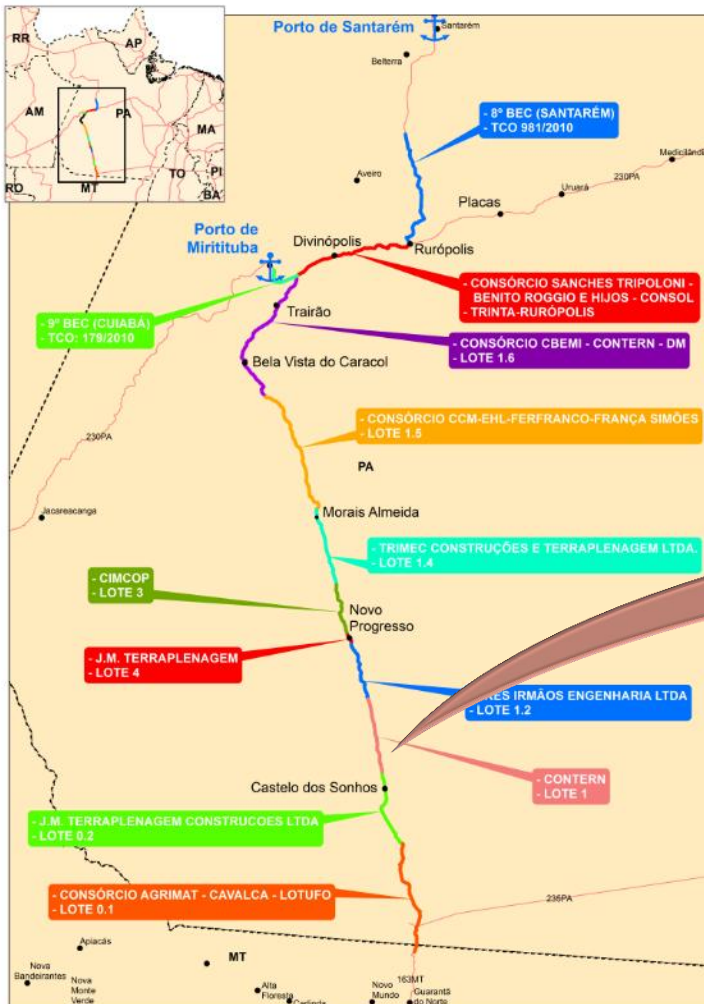 RR
AP
AM
PA
MA
TO
PI
RO
MT
BA
Porto de Santarém
Santarém
Belterra
- 8º BEC (SANTARÉM)
- TCO 981/2010
Medicilândia
Aveiro
230PA
Uruará
Placas
Porto de
Miritituba
Divinópolis
Rurópolis
- CONSÓRCIO SANCHES TRIPOLONI -
BENITO ROGGIO E HIJOS - CONSOL
- TRINTA-RURÓPOLIS
- 9º BEC (CUIABÁ)
- TCO: 179/2010
Trairão
- CONSÓRCIO CBEMI - CONTERN - DM
- LOTE 1.6
Bela Vista do Caracol
- CONSÓRCIO CCM-EHL-FERFRANCO-FRANÇA SIMÕES
- LOTE 1.5
230PA
PA
Jacareacanga
Morais Almeida
- TRIMEC CONSTRUÇÕES E TERRAPLENAGEM LTDA.
- LOTE 1.4
- CIMCOP
- LOTE 3
Novo
Progresso
- J.M. TERRAPLENAGEM
- LOTE 4
IRMÃOS ENGENHARIA LTDA
- LOTE 1.2
- CONTERN
- LOTE 1
Castelo dos Sonhos
- J.M. TERRAPLENAGEM CONSTRUCOES LTDA
- LOTE 0.2
- CONSÓRCIO AGRIMAT - CAVALCA - LOTUFO
- LOTE 0.1
235PA
Apiacás
MT
Nova
Bandeirantes
Nova
Monte
Verde
Alta
Floresta
163MT
Novo
Mundo
Guarantã
do Norte